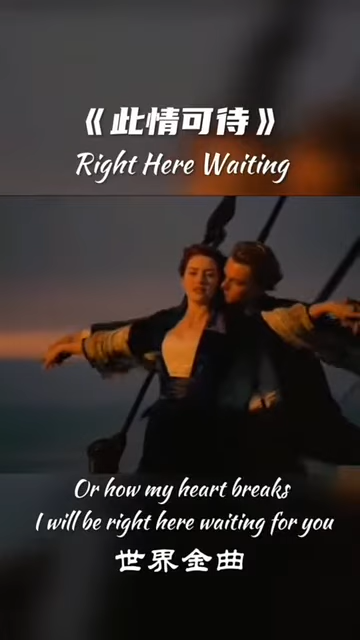 《此情可待》
Right Here Waiting
Or how my heart breaks
I will be right here waiting for you
世界金曲